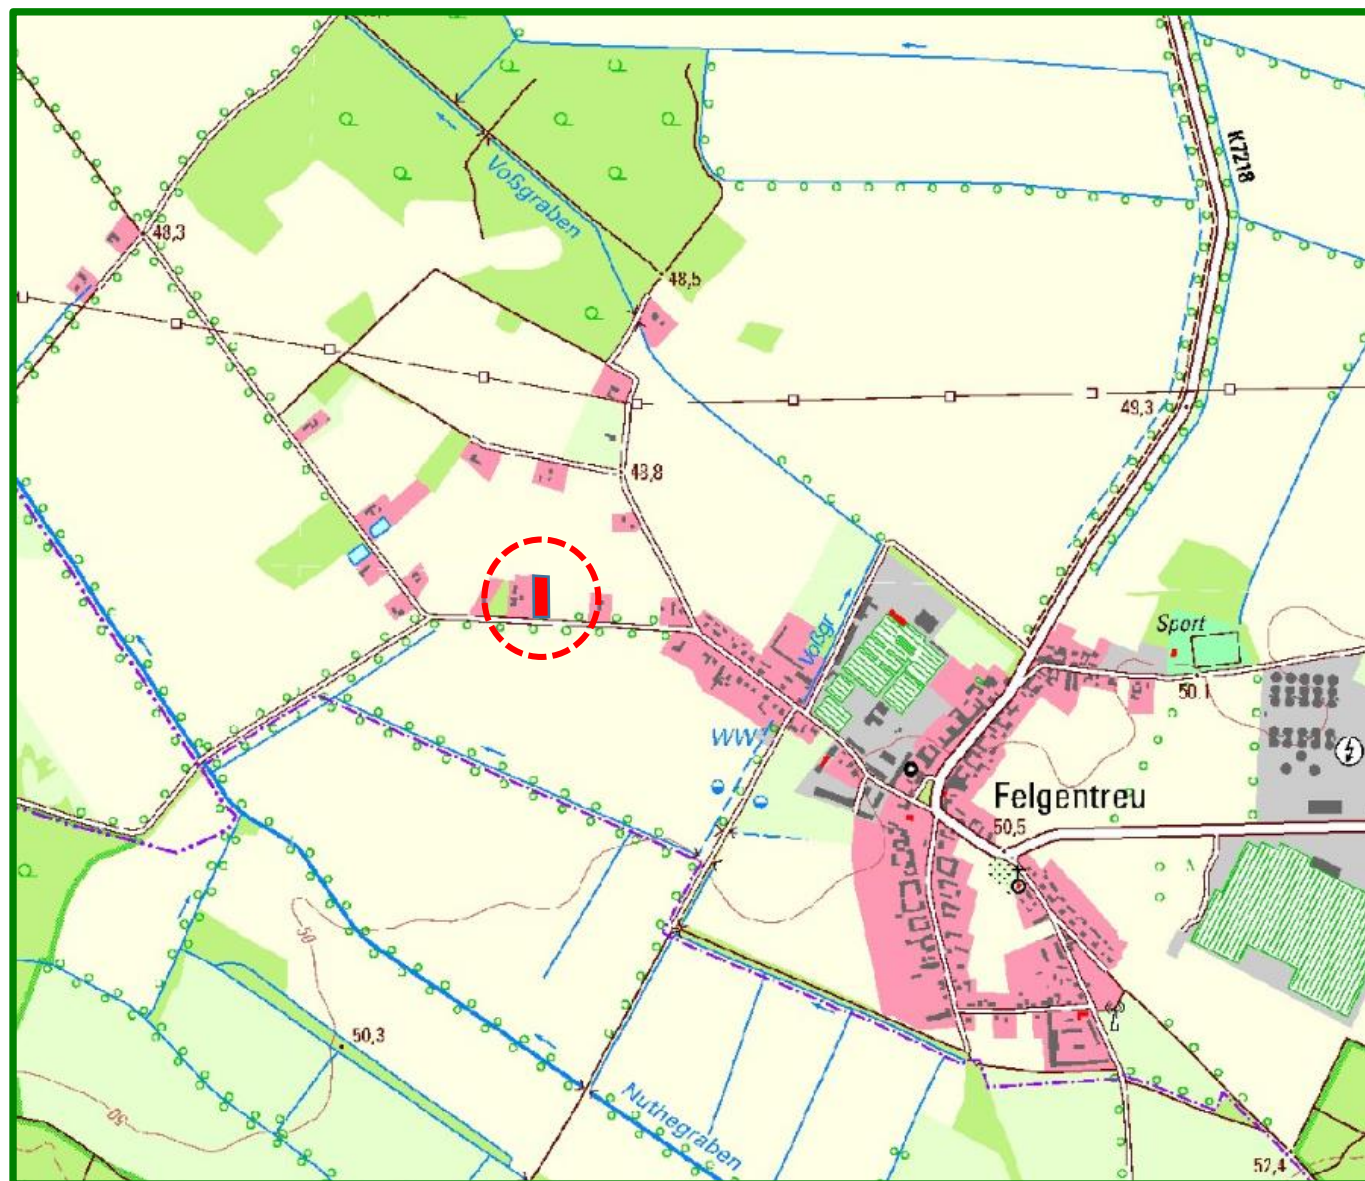 K7218
Voßgraben
48,3
48,5
49,3
48,8
Sport
Voßgr
50,1
WW
Felgentreu
50,5
50
50,3
L
Nuthegraben
50
52,4